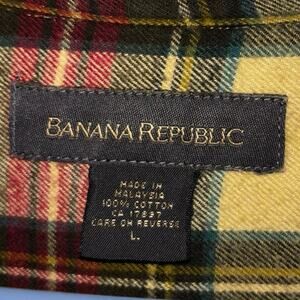 BANANA REPUBLIC
MADE IN
MALAYSIA
100% COTTON
CA 17897
CARE ON REVERSE
L.